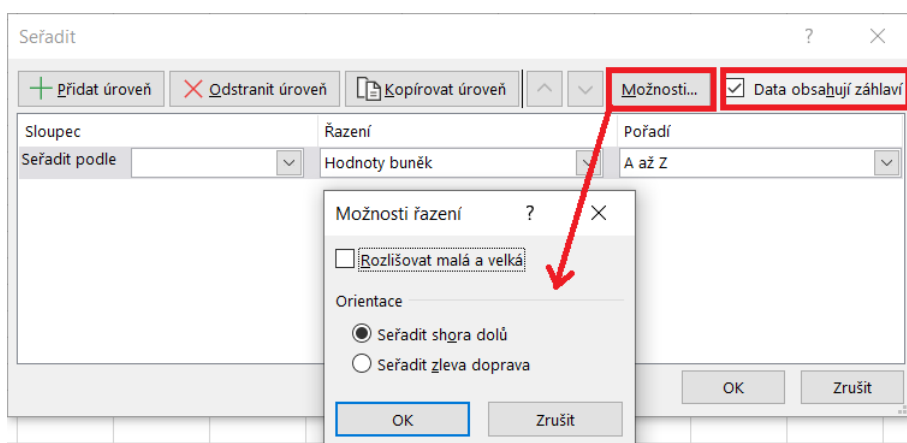 Seřadit ?
Přidat úroveň Odstranit úroveň Kopírovat úroveň Možnosti... Data obsahují záhlaví
Sloupec Řazení Pořadí
Seřadit podle Hodnoty buněk A až Z
Možnosti řazení ?
Rozlišovat malá a velká
Orientace
Seřadit shora dolů
Seřadit zleva doprava
OK Zrušit
OK Zrušit